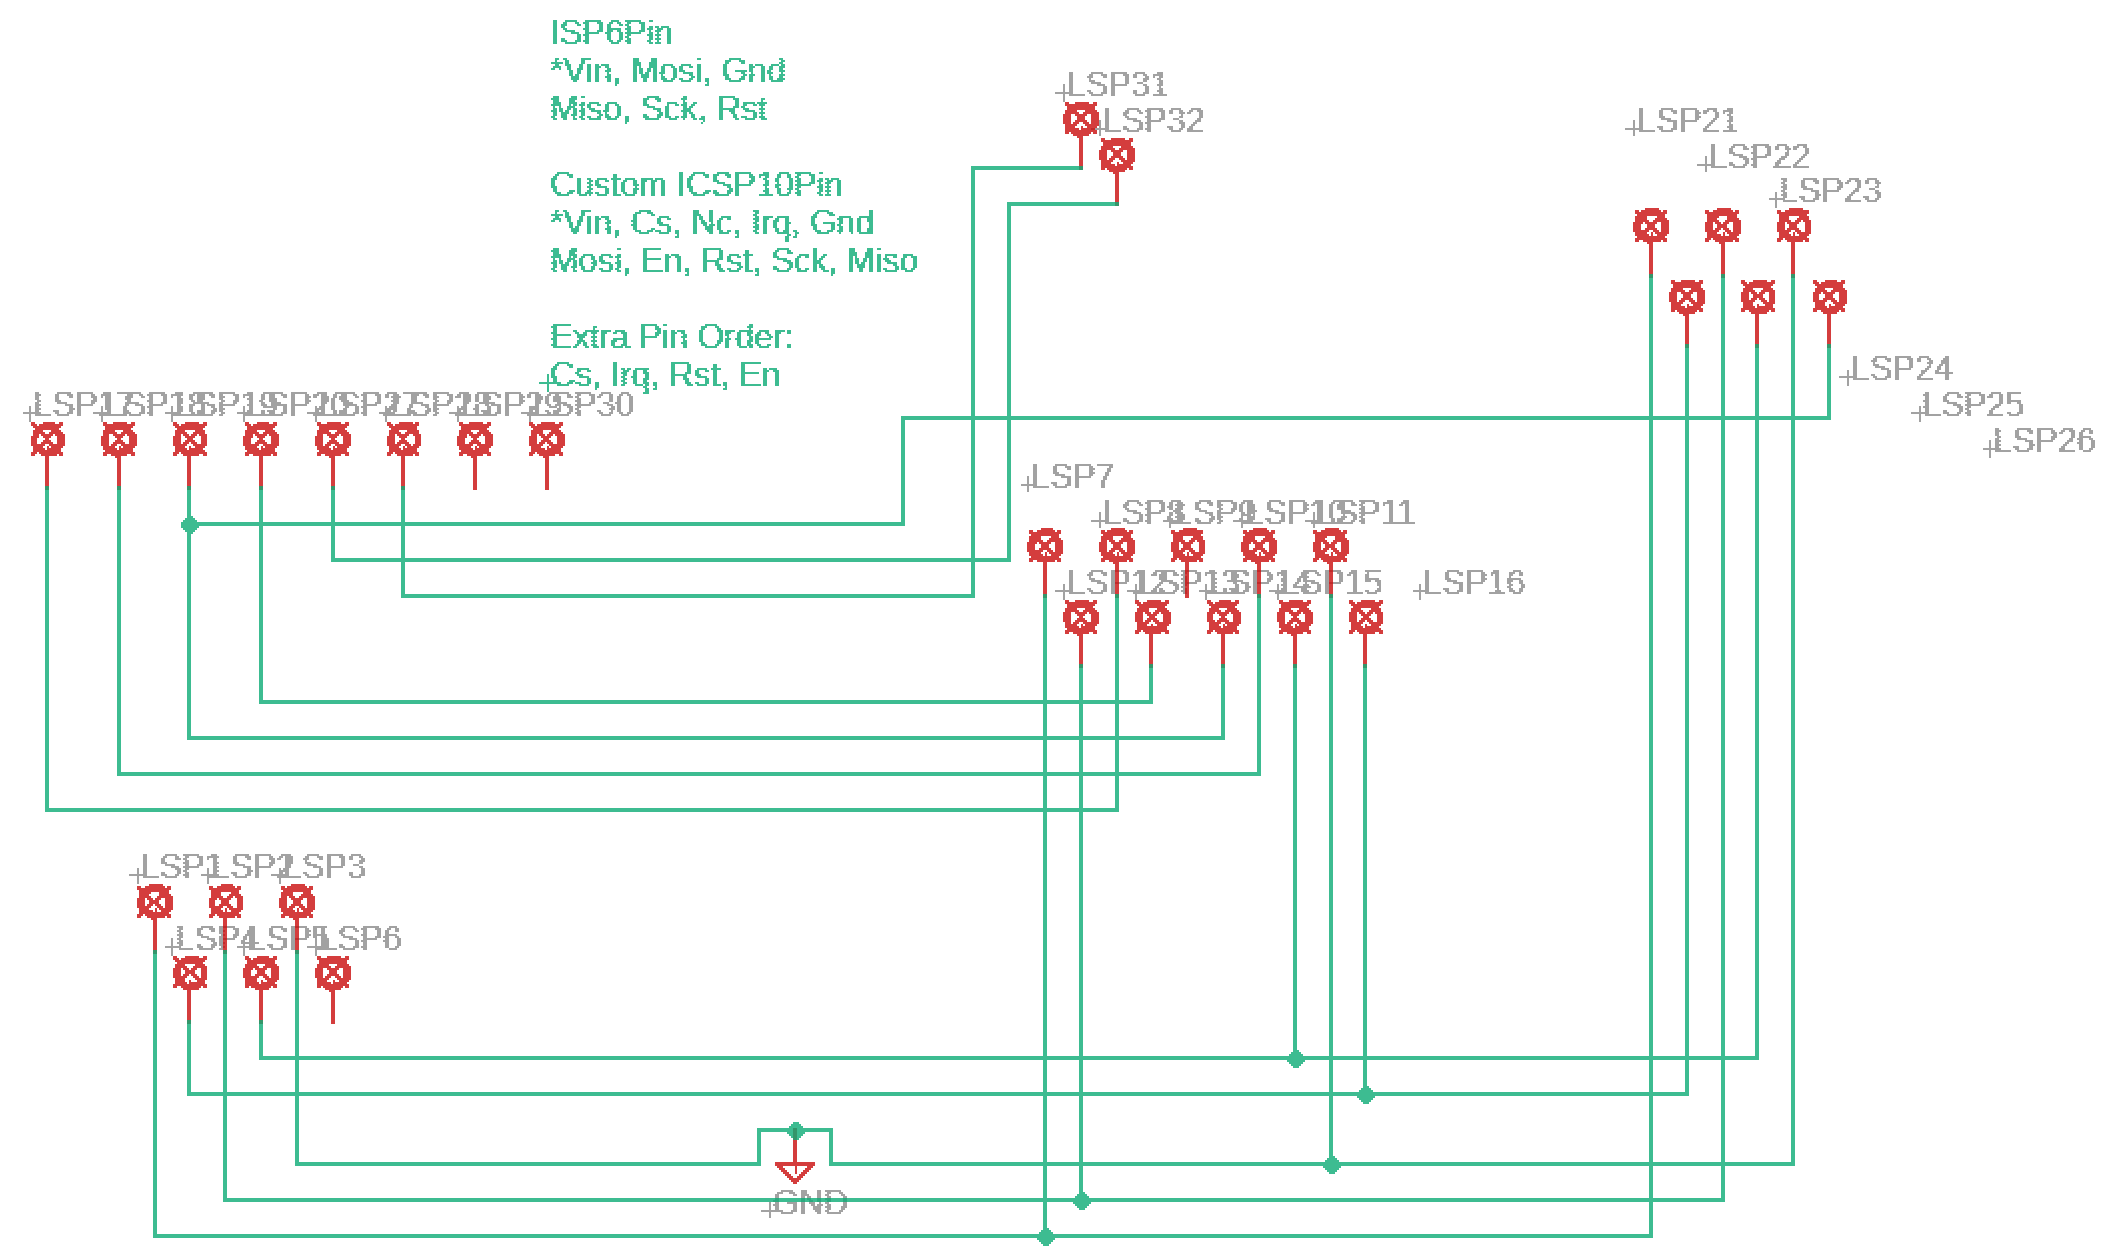 ISP6Pin
*Vin, Mosi, Gnd
Miso, Sck, Rst
Custom ICSP10Pin
*Vin, Cs, Nc, Irq, Gnd
Mosi, En, Rst, Sck, Miso
Extra Pin Order:
Cs, Irq, Rst, En
LSP31
LSP32
LSP21
LSP22
LSP23
LSP24
LSP25
LSP26
LSP17 LSP18 LSP19 LSP20 LSP27 LSP28 LSP29 LSP30
LSP7
LSP8 LSP9 LSP10 LSP11
LSP12 LSP13 LSP14 LSP15 LSP16
LSP1 LSP2 LSP3
LSP4 LSP5 LSP6
GND